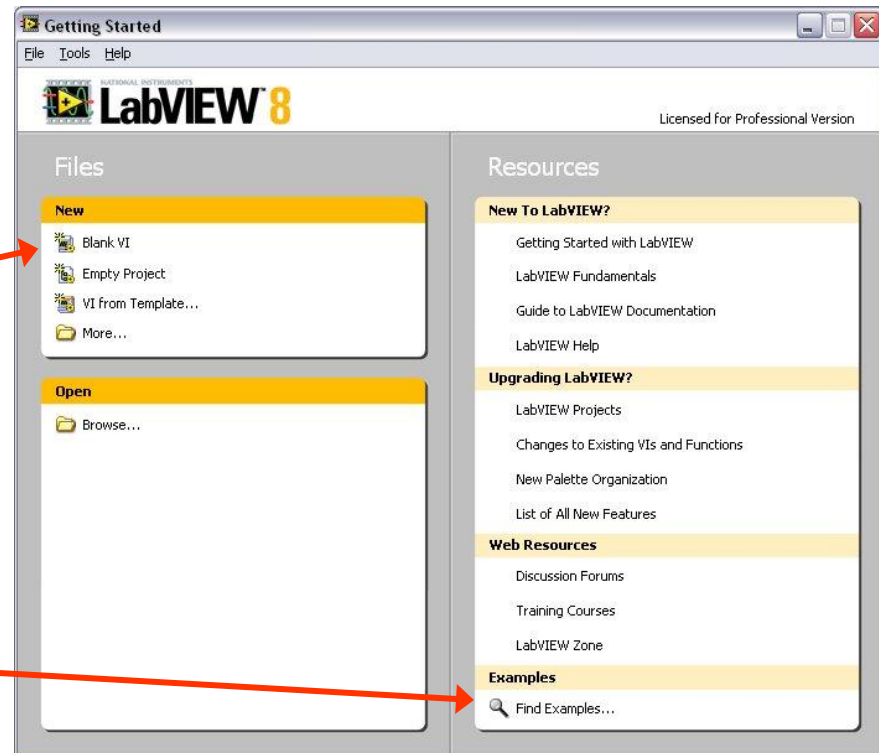 Getting Started
File Tools Help
NATIONAL INSTRUMENTS
LabVIEW 8
Licensed for Professional Version
Files
New
Blank VI
Empty Project
VI from Template...
More...
Open
Browse...
Resources
New To LabVIEW?
Getting Started with LabVIEW
LabVIEW Fundamentals
Guide to LabVIEW Documentation
LabVIEW Help
Upgrading LabVIEW?
LabVIEW Projects
Changes to Existing VIs and Functions
New Palette Organization
List of All New Features
Web Resources
Discussion Forums
Training Courses
LabVIEW Zone
Examples
Find Examples...